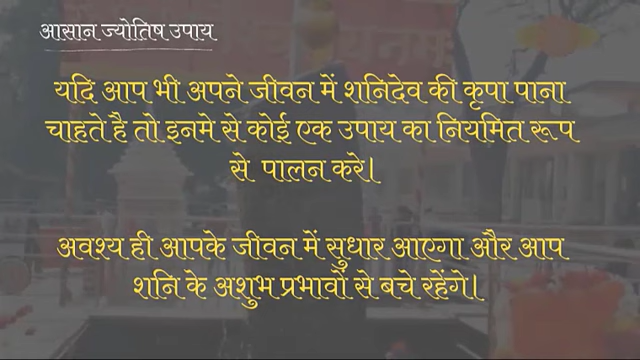 आसान ज्योतिष उपाय
यदि आप भी अपने जीवन में शनिदेव की कृपा पाना
चाहते है तो इनमे से कोई एक उपाय का नियमित रूप
से पालन करे।
अवश्य ही आपके जीवन में सुधार आएगा और आप
शनि के अशुभ प्रभावों से बचे रहेंगे।